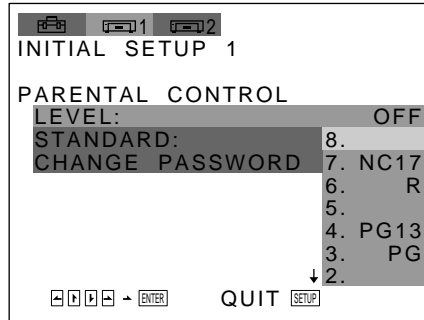 1 2
INITIAL SETUP 1
PARENTAL CONTROL
LEVEL: OFF
STANDARD: 8.
CHANGE PASSWORD 7. NC17
6. R
5.
4. PG13
3. PG
↓ 2.
ENTER QUIT SETUP